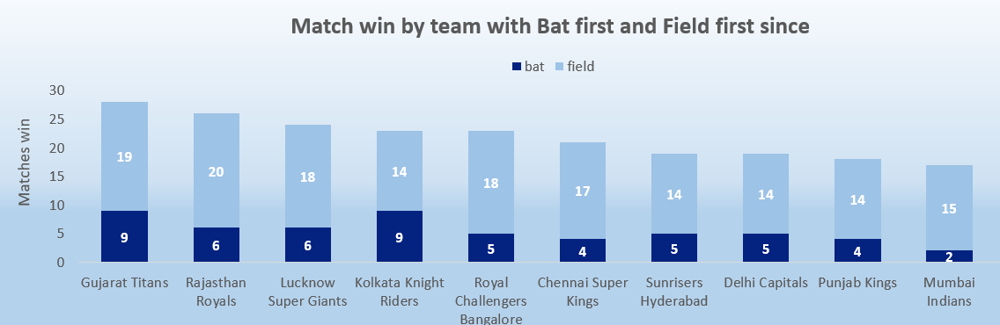 Match win by team with Bat first and Field first since
bat field
Matches win
30
25
20
15
10
5
0
19 20 18 14 18 17 14 14 14 15
9 6 6 9 5 4 5 5 4 2
Gujarat Titans
Rajasthan
Royals
Lucknow
Super Giants
Kolkata Knight
Riders
Royal
Challengers
Bangalore
Chennai Super
Kings
Sunrisers
Hyderabad
Delhi Capitals
Punjab Kings
Mumbai
Indians